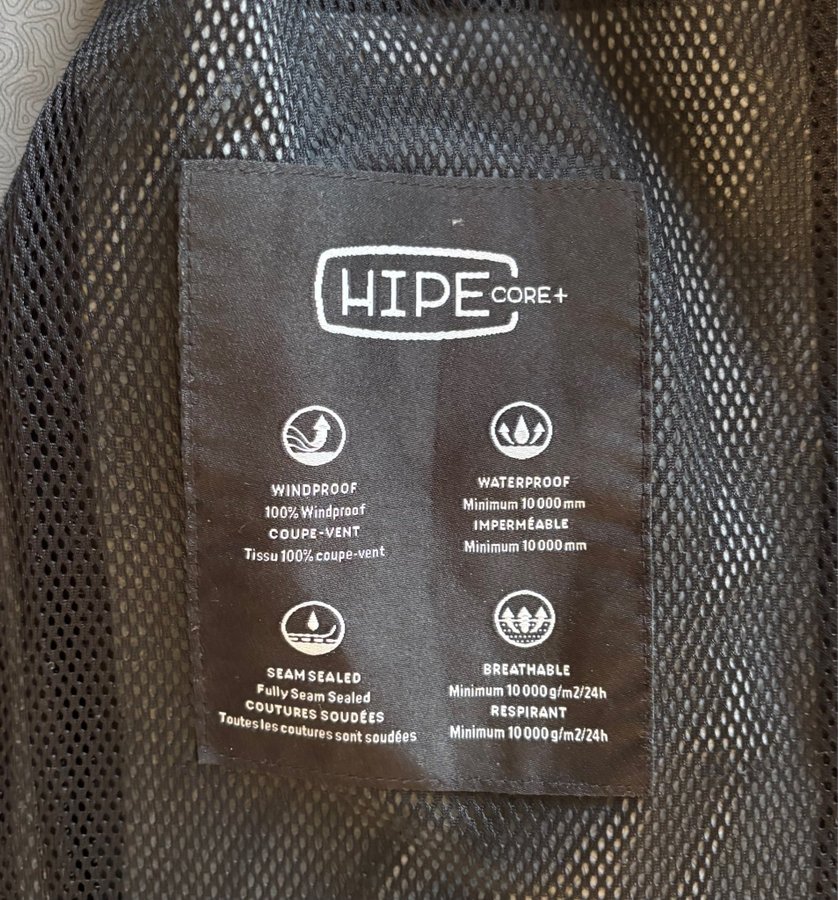 HIPE CORE+
WINDPROOF
100% Windproof
COUPE-VENT
Tissu 100% coupe-vent
WATERPROOF
Minimum 10 000 mm
IMPERMÉABLE
Minimum 10 000 mm
SEAM SEALED
Fully Seam Sealed
COUTURES SOUDÉES
Toutes les coutures sont soudées
BREATHABLE
Minimum 10 000 g/m2/24h
RESPIRANT
Minimum 10 000 g/m2/24h